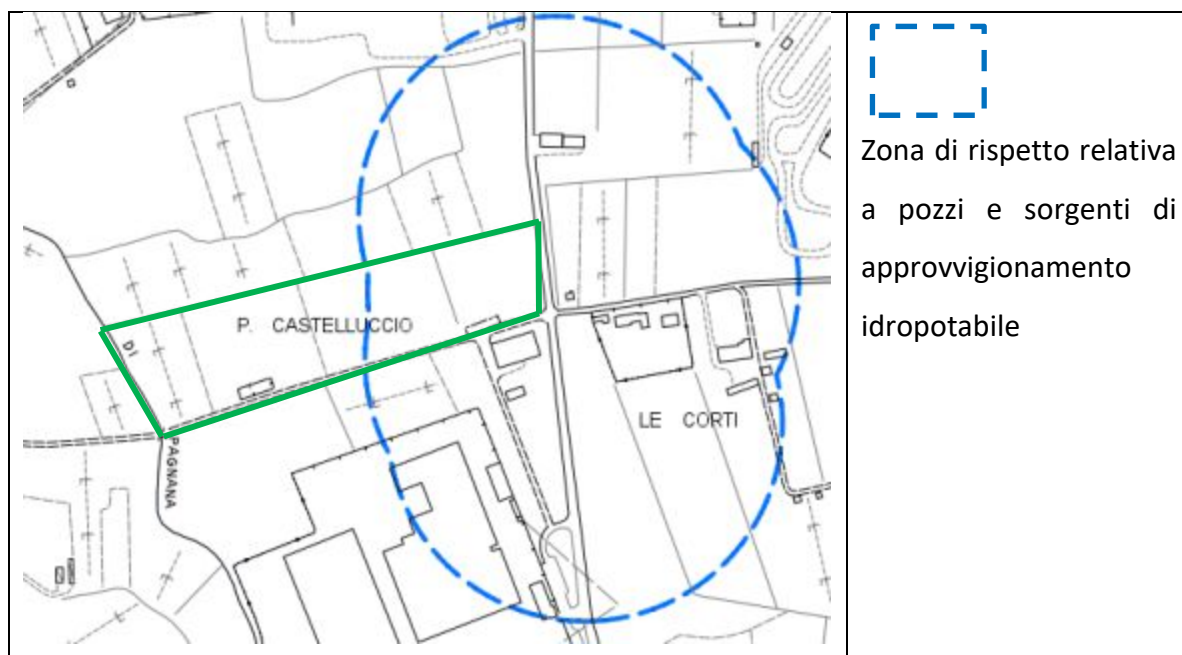 P. CASTELLUCCIO
DI
PAGNANA
LE CORTI
Zona di rispetto relativa
a pozzi e sorgenti di
approvvigionamento
idropotabile